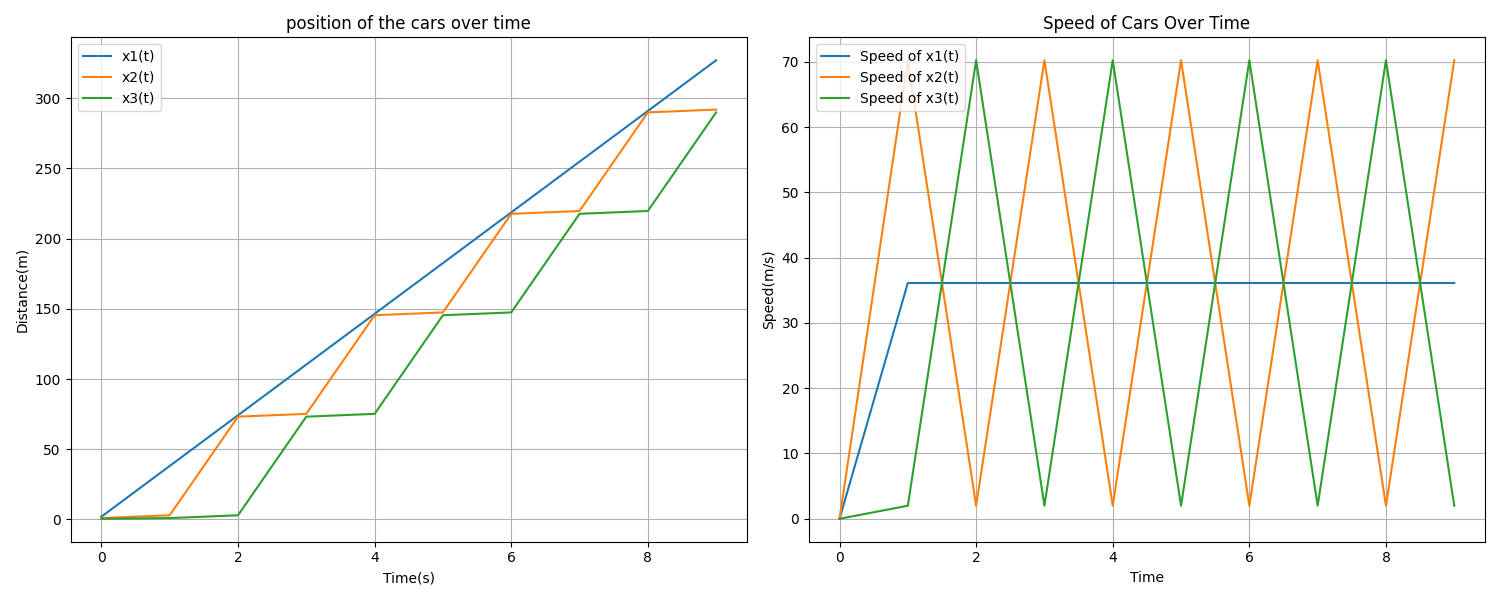 position of the cars over time
x1(t)
x2(t)
x3(t)
300
250
200
150
100
50
0
Distance(m)
0 2 4 6 8
Time(s)
Speed of Cars Over Time
Speed of x1(t)
Speed of x2(t)
Speed of x3(t)
70
60
50
40
30
20
10
0
Speed(m/s)
0 2 4 6 8
Time